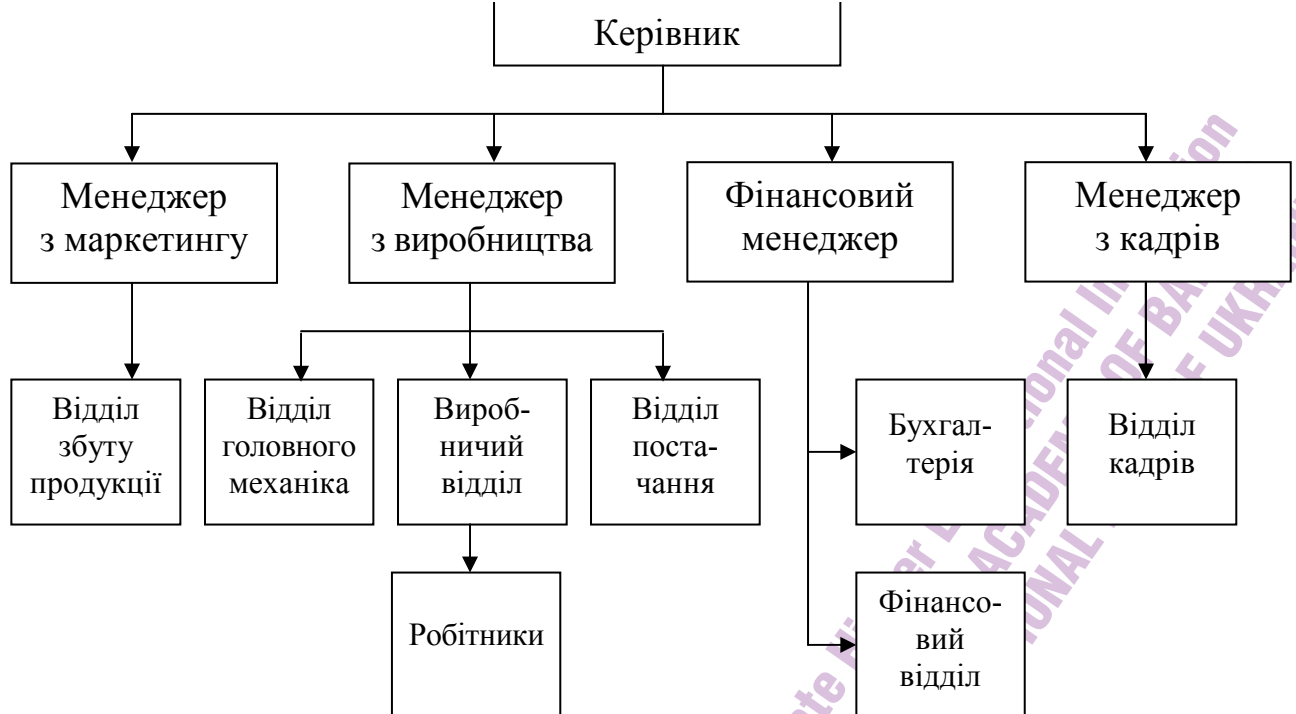 Керівник
Менеджер
з маркетингу
Менеджер
з виробництва
Фінансовий
менеджер
Менеджер
з кадрів
Відділ
збуту
продукції
Відділ
головного
механіка
Вироб-
ничий
відділ
Відділ
поста-
чання
Бухгал-
терія
Відділ
кадрів
Робітники
Фінансо-
вий
відділ